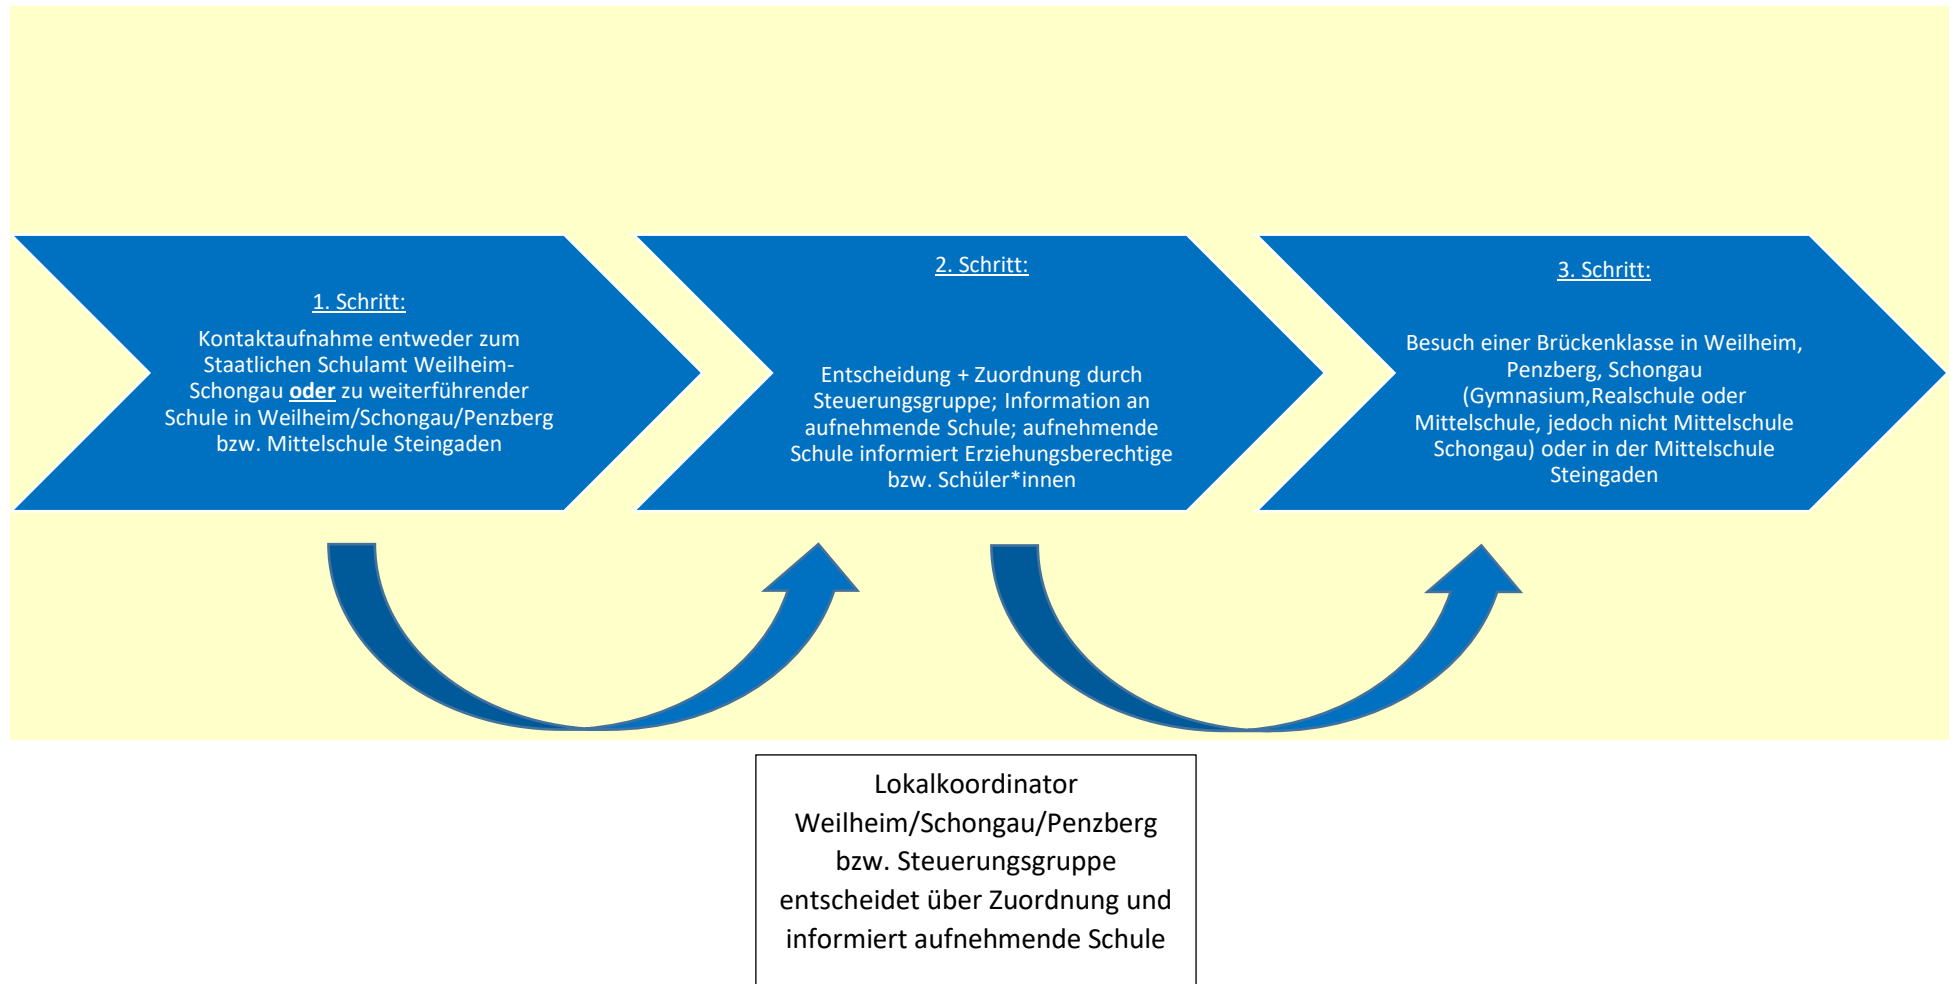 1. Schritt:
Kontaktaufnahme entweder zum
Staatlichen Schulamt Weilheim-
Schongau oder zu weiterführender
Schule in Weilheim/Schongau/Penzberg
bzw. Mittelschule Steingaden
2. Schritt:
Entscheidung + Zuordnung durch
Steuerungsgruppe; Information an
aufnehmende Schule; aufnehmende
Schule informiert Erziehungsberechtige
bzw. Schüler*innen
3. Schritt:
Besuch einer Brückenklasse in Weilheim,
Penzberg, Schongau
(Gymnasium,Realschule oder
Mittelschule, jedoch nicht Mittelschule
Schongau) oder in der Mittelschule
Steingaden
Lokalkoordinator
Weilheim/Schongau/Penzberg
bzw. Steuerungsgruppe
entscheidet über Zuordnung und
informiert aufnehmende Schule